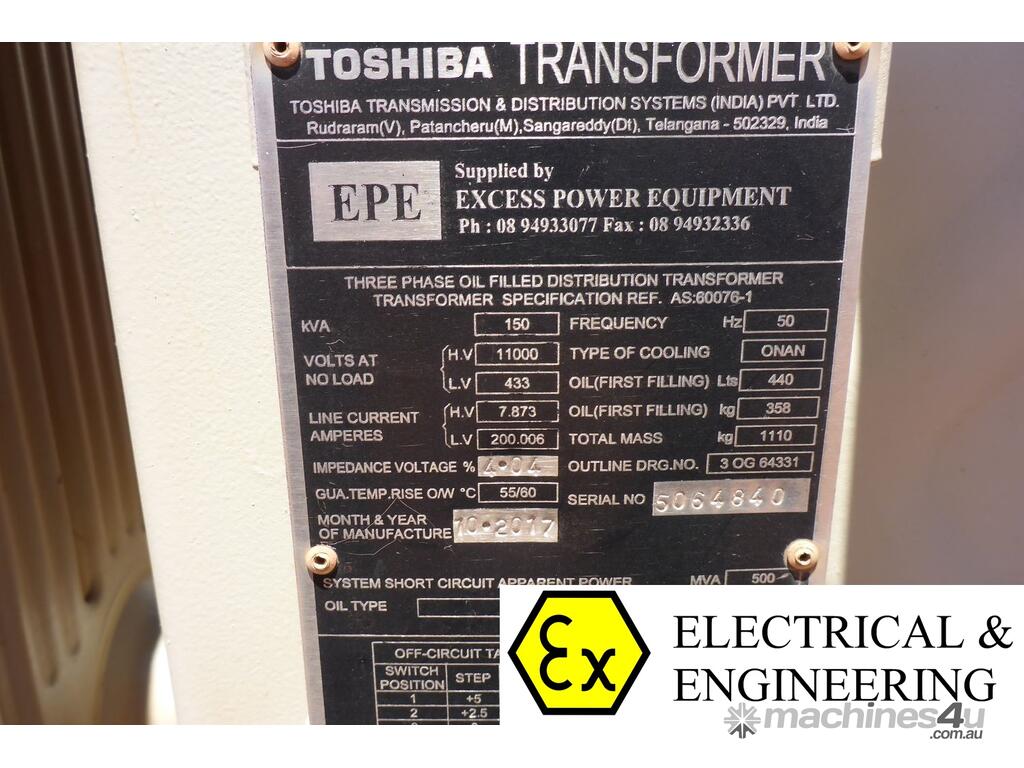 TOSHIBA TRANSFORMER
TOSHIBA TRANSMISSION & DISTRIBUTION SYSTEMS (INDIA) PVT. LTD.
Rudraram(V), Patancheru(M),Sangareddy(Dt), Telangana - 502329, India
EPE
Supplied by
EXCESS POWER EQUIPMENT
Ph : 08 94933077 Fax : 08 94932336
THREE PHASE OIL FILLED DISTRIBUTION TRANSFORMER
TRANSFORMER SPECIFICATION REF. AS:60076-1
kVA 150 FREQUENCY Hz 50
VOLTS AT NO LOAD H.V 11000 TYPE OF COOLING ONAN
L.V 433 OIL(FIRST FILLING) Lts 440
LINE CURRENT AMPERES H.V 7.873 OIL(FIRST FILLING) kg 358
L.V 200.006 TOTAL MASS kg 1110
IMPEDANCE VOLTAGE % 4.04 OUTLINE DRG.NO. 3 OG 64331
GUA.TEMP.RISE O/W °C 55/60 SERIAL NO 5064840
MONTH & YEAR
OF MANUFACTURE 10.2017
SYSTEM SHORT CIRCUIT APPARENT POWER MVA 500
OIL TYPE
OFF-CIRCUIT
SWITCH POSITION STEP
1 +5
2 +2.5
Ex ELECTRICAL &
ENGINEERING
machines4u
.com.au